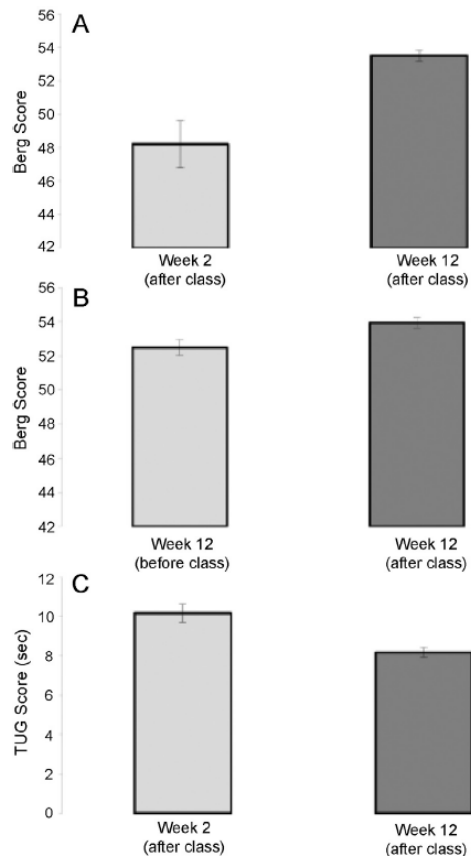 A
Berg Score
56
54
52
50
48
46
44
42
Week 2
(after class)
Week 12
(after class)
B
Berg Score
56
54
52
50
48
46
44
42
Week 12
(before class)
Week 12
(after class)
C
TUG Score (sec)
12
10
8
6
4
2
0
Week 2
(after class)
Week 12
(after class)